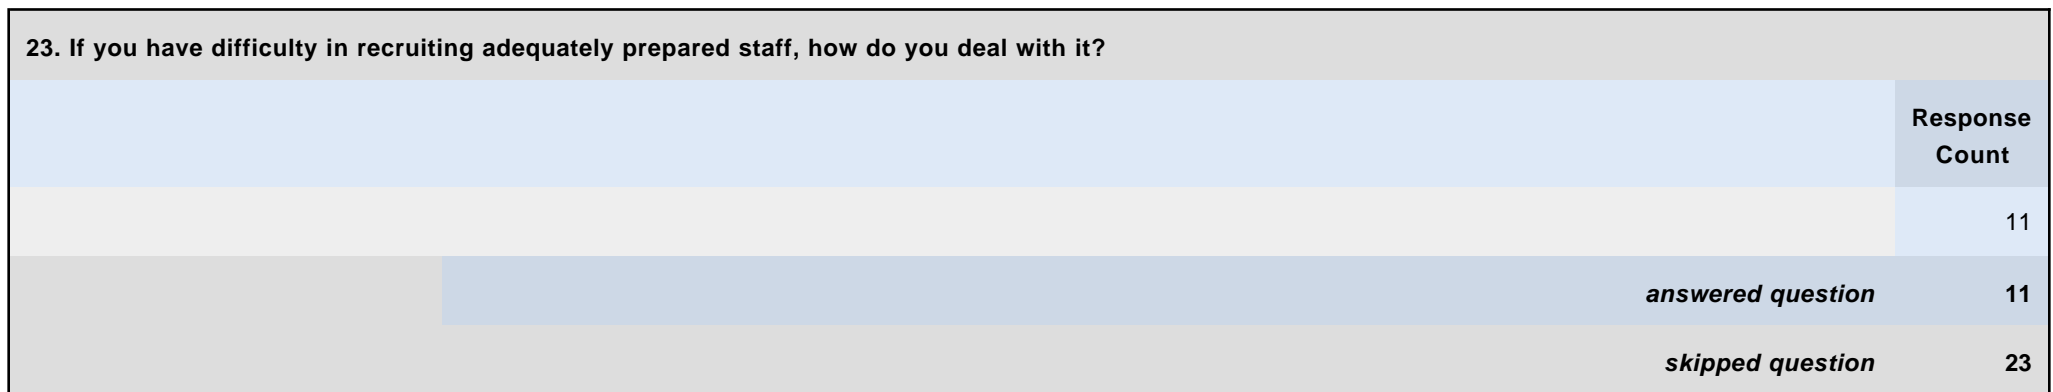 23. If you have difficulty in recruiting adequately prepared staff, how do you deal with it?
Response
Count
11
answered question 11
skipped question 23